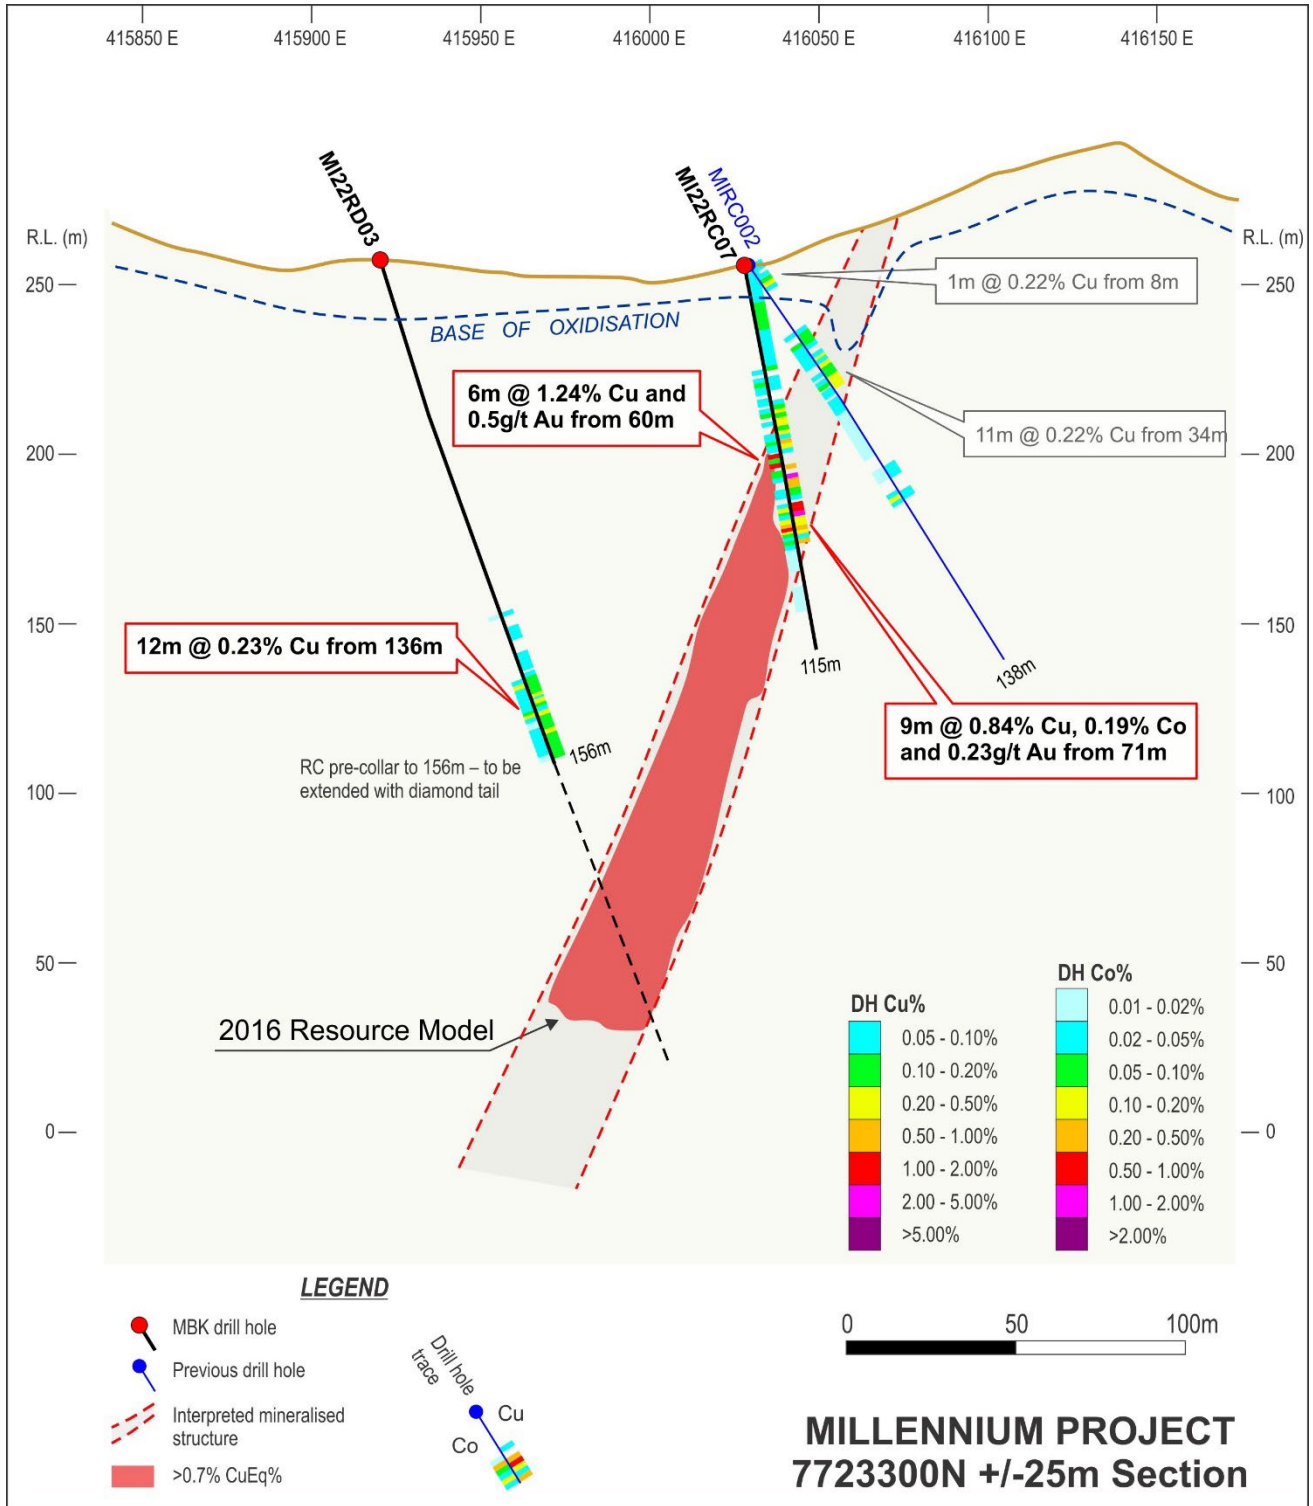 415850 E
415900 E
415950 E
416000 E
416050 E
416100 E
416150 E
MI22RD03
MIRC002
MI22RC07
R.L. (m)
R.L. (m)
250
250
1m @ 0.22% Cu from 8m
BASE OF OXIDISATION
6m @ 1.24% Cu and
0.5g/t Au from 60m
11m @ 0.22% Cu from 34m
200
200
150
150
12m @ 0.23% Cu from 136m
115m
138m
9m @ 0.84% Cu, 0.19% Co
and 0.23g/t Au from 71m
156m
RC pre-collar to 156m – to be
extended with diamond tail
100
100
50
50
2016 Resource Model
0
0
DH Cu%
0.05 - 0.10%
0.10 - 0.20%
0.20 - 0.50%
0.50 - 1.00%
1.00 - 2.00%
2.00 - 5.00%
>5.00%
DH Co%
0.01 - 0.02%
0.02 - 0.05%
0.05 - 0.10%
0.10 - 0.20%
0.20 - 0.50%
0.50 - 1.00%
1.00 - 2.00%
>2.00%
LEGEND
MBK drill hole
Previous drill hole
Interpreted mineralised
structure
>0.7% CuEq%
Drill hole
trace
Cu
Co
0 50 100m
MILLENNIUM PROJECT
7723300N +/-25m Section